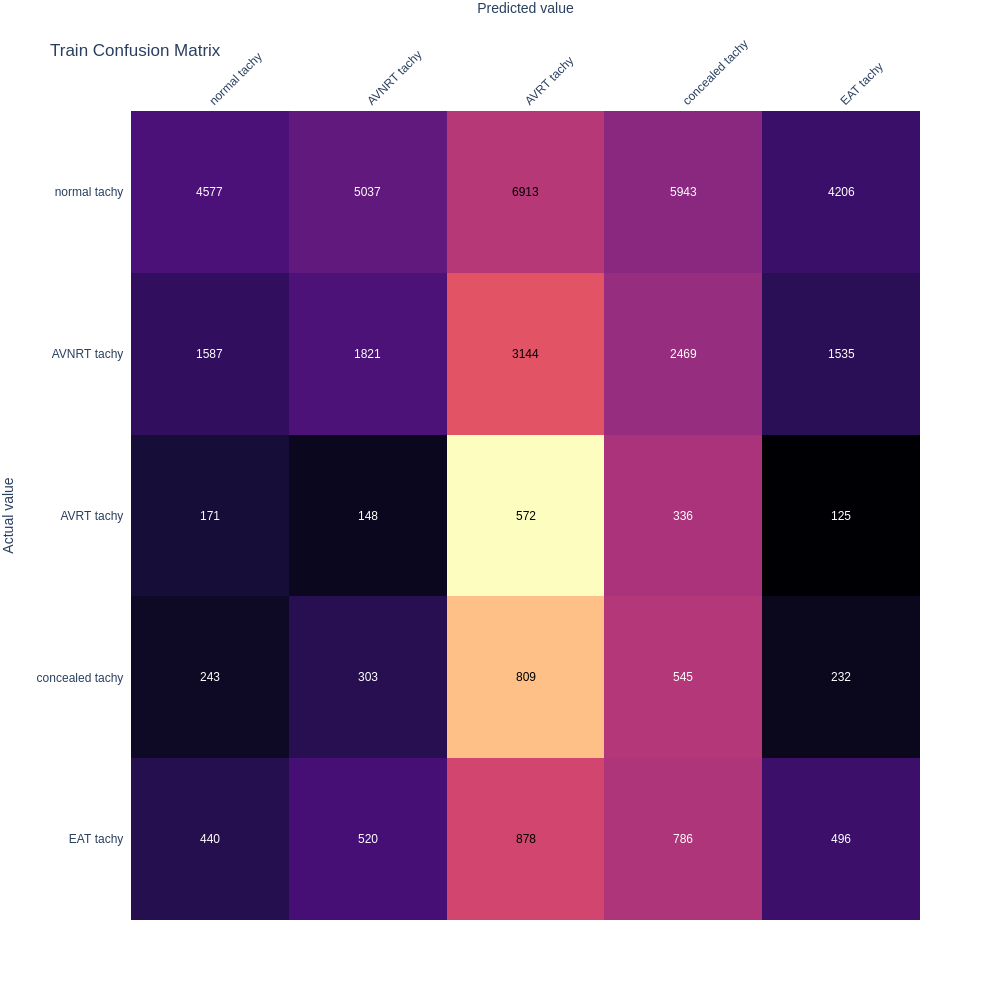 Predicted value
Train Confusion Matrix
normal tachy AVNRT tachy AVRT tachy concealed tachy EAT tachy
normal tachy 4577 5037 6913 5943 4206
AVNRT tachy 1587 1821 3144 2469 1535
AVRT tachy 171 148 572 336 125
concealed tachy 243 303 809 545 232
EAT tachy 440 520 878 786 496
Actual value